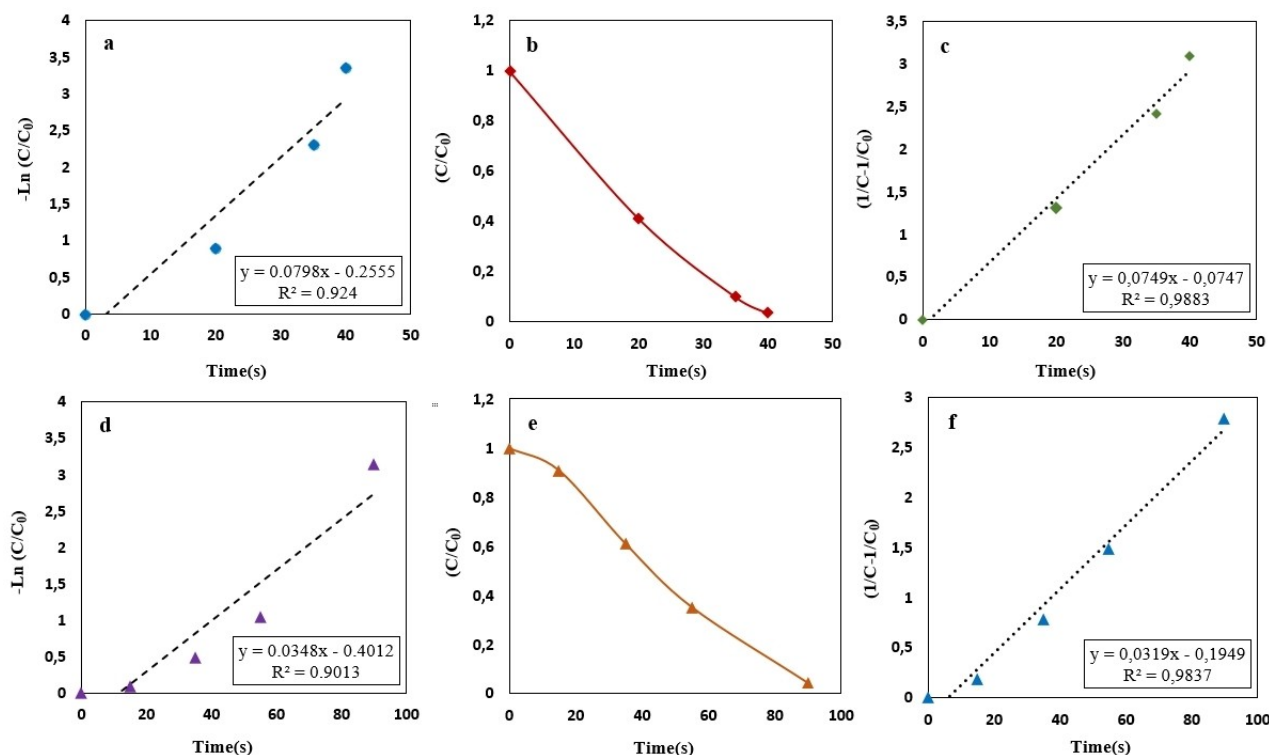 a
4
3,5
3
2,5
2
1,5
1
0,5
0
-Ln (C/C₀)
y = 0.0798x - 0.2555
R² = 0.924
0 10 20 30 40 50
Time(s)
b
1,2
1
0,8
0,6
0,4
0,2
0
(C/C₀)
0 20 40 60
Time(s)
c
3,5
3
2,5
2
1,5
1
0,5
0
(1/C-1/C₀)
y = 0,0749x - 0,0747
R² = 0,9883
0 10 20 30 40 50
Time(s)
d
4
3,5
3
2,5
2
1,5
1
0,5
0
-Ln (C/C₀)
y = 0.0348x - 0.4012
R² = 0.9013
0 20 40 60 80 100
Time(s)
e
1,2
1
0,8
0,6
0,4
0,2
0
(C/C₀)
0 20 40 60 80 100
Time(s)
f
3
2,5
2
1,5
1
0,5
0
(1/C-1/C₀)
y = 0,0319x - 0,1949
R² = 0,9837
0 20 40 60 80 100
Time(s)